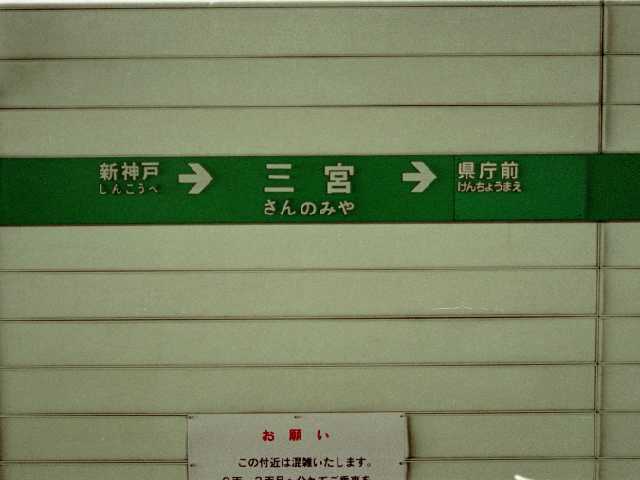 新神戸 → 三宮 → 県庁前
しんこうべ さんのみや けんちょうまえ
お願い
この付近は混雑いたします。